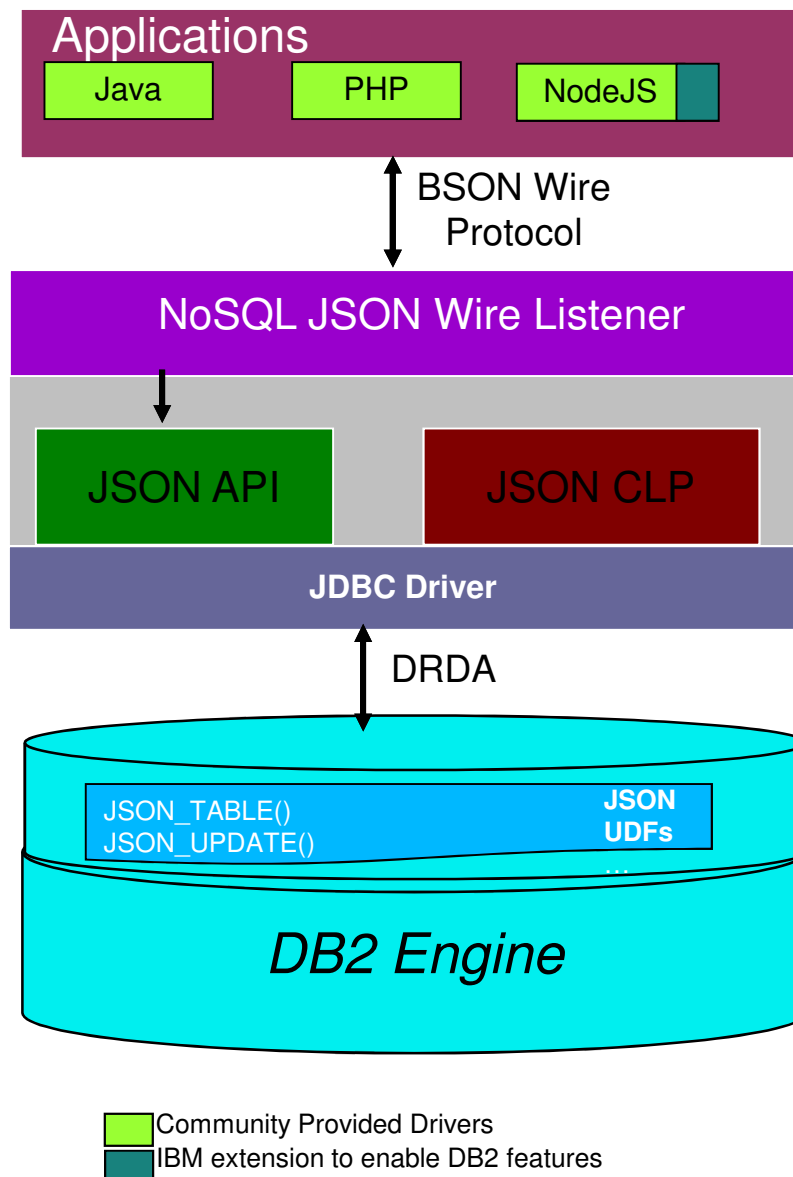 Applications
Java
PHP
NodeJS
BSON Wire
Protocol
NoSQL JSON Wire Listener
JSON API
JSON CLP
JDBC Driver
DRDA
JSON_TABLE()
JSON_UPDATE()
JSON
UDFs
...
DB2 Engine
Community Provided Drivers
IBM extension to enable DB2 features